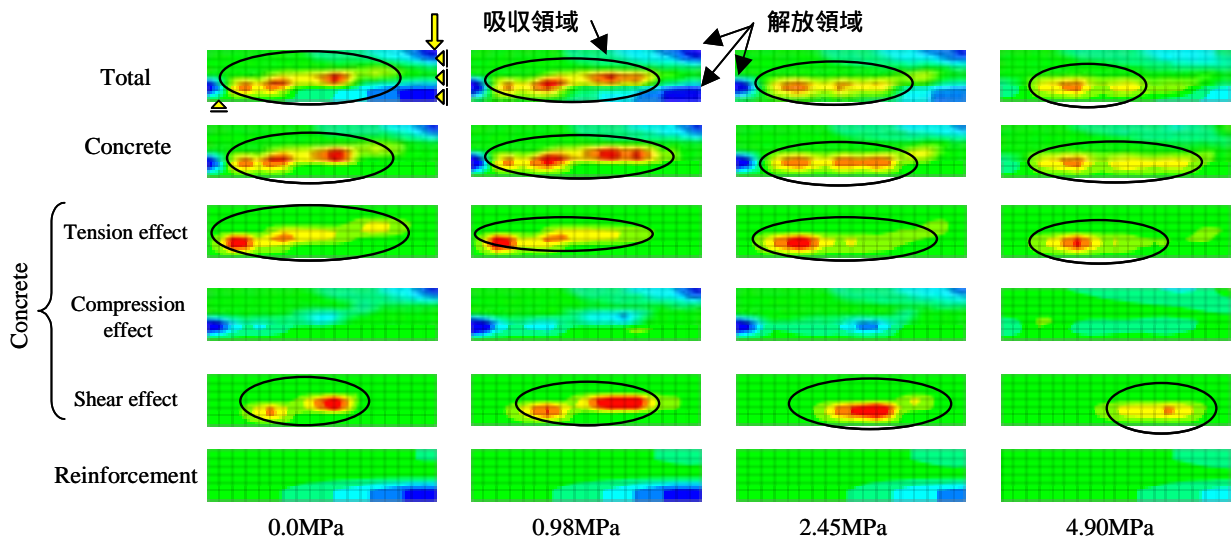 吸収領域 解放領域
Total
Concrete
Tension effect
Compression
effect
Shear effect
Concrete
Reinforcement
0.0MPa 0.98MPa 2.45MPa 4.90MPa